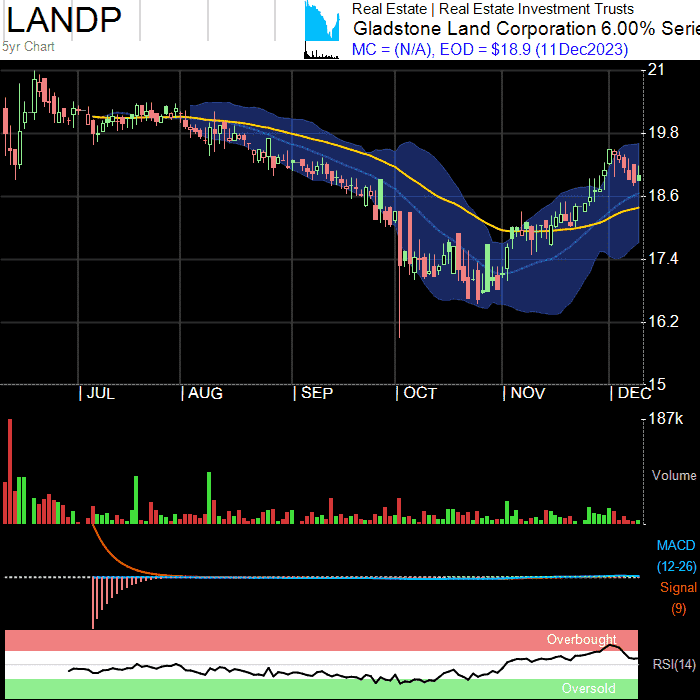 LANDP
5yr Chart
Real Estate | Real Estate Investment Trusts
Gladstone Land Corporation 6.00% Serie
MC = (N/A), EOD = $18.9 (11Dec2023)
21
19.8
18.6
17.4
16.2
15
| JUL | AUG | SEP | OCT | NOV | DEC
187k
Volume
MACD
(12-26)
Signal
(9)
Overbought
RSI(14)
Oversold